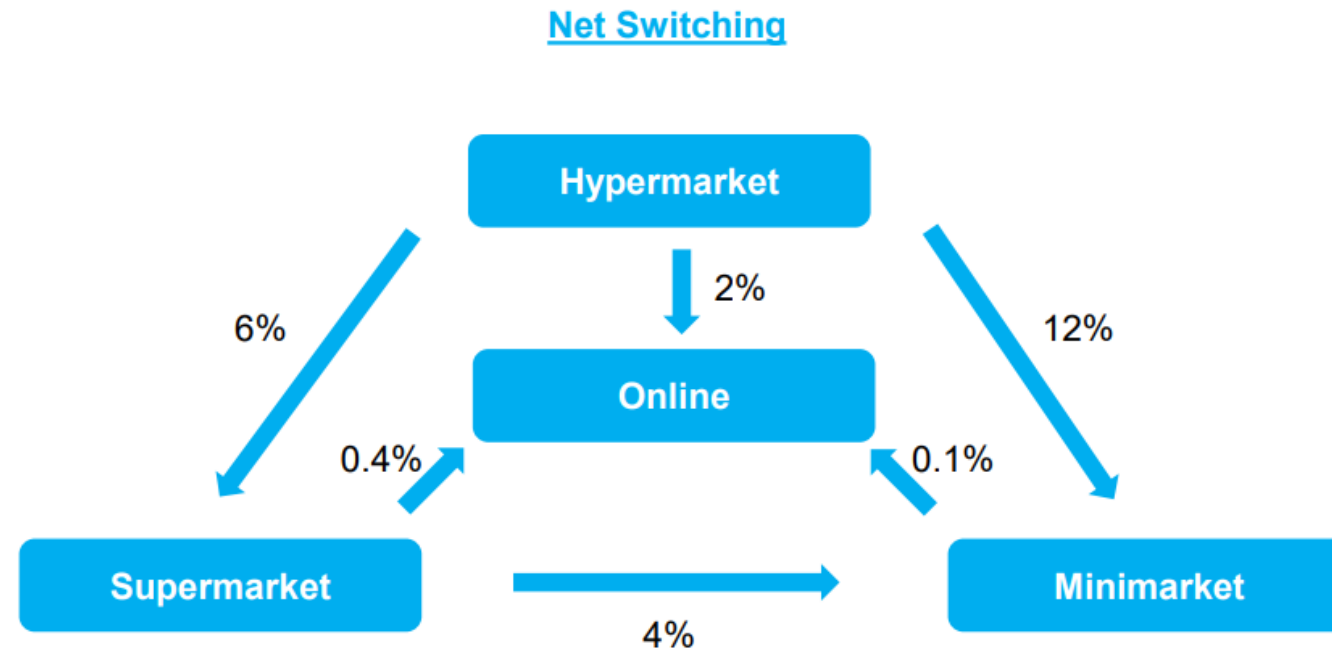 Net Switching
Hypermarket
2%
6%
12%
Online
0.4%
0.1%
Supermarket
Minimarket
4%